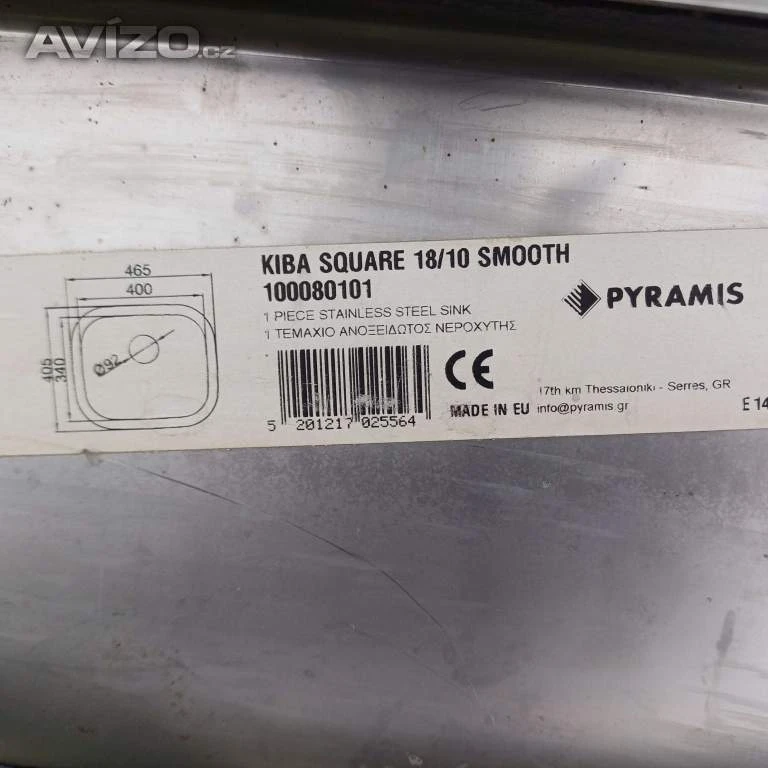 AVÍZO.cz
465
400
405
340
Ø92
KIBA SQUARE 18/10 SMOOTH
100080101
1 PIECE STAINLESS STEEL SINK
1 ΤΕΜΑΧΙΟ ΑΝΟΞΕΙΔΩΤΟΣ ΝΕΡΟΧΥΤΗΣ
PYRAMIS
5 201217 025564
CE
MADE IN EU
17th km Thessaloniki - Serres, GR
info@pyramis.gr
E 14